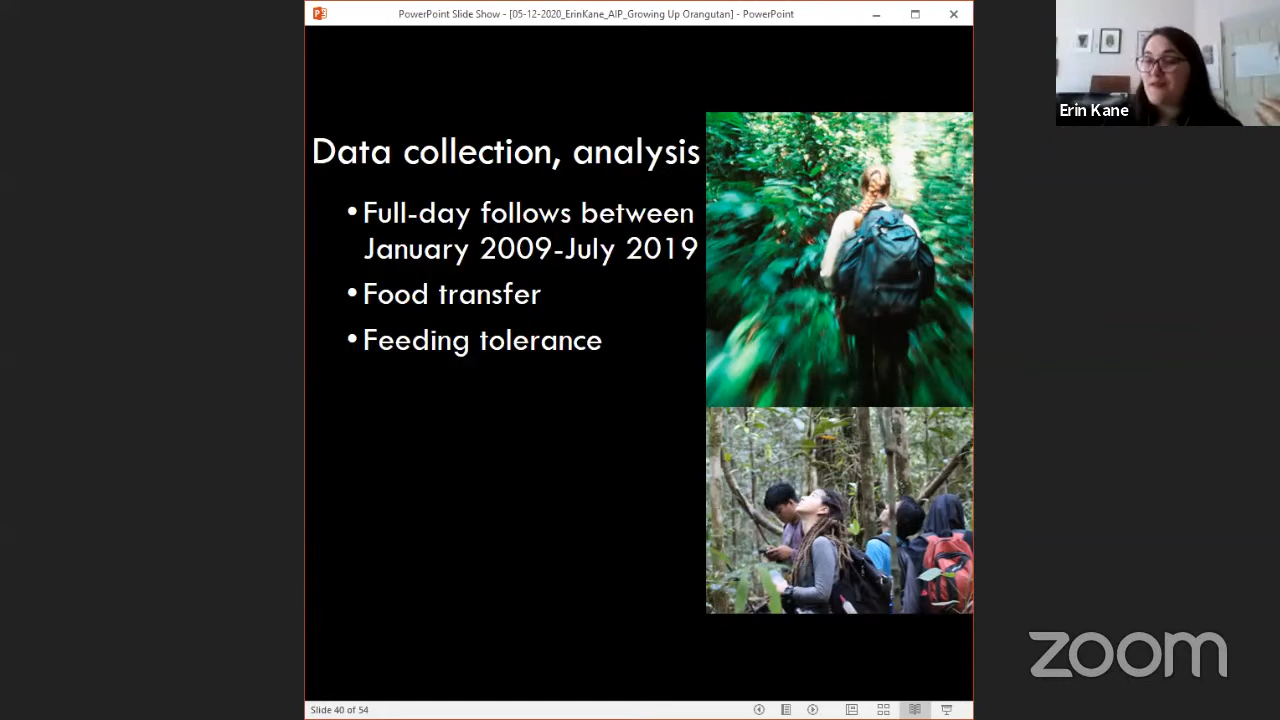 PowerPoint Slide Show - [05-12-2020_ErinKane_AIP_Growing Up Orangutan] - PowerPoint
Erin Kane
Data collection, analysis
•Full-day follows between
January 2009-July 2019
•Food transfer
•Feeding tolerance
zoom
Slide 40 of 54